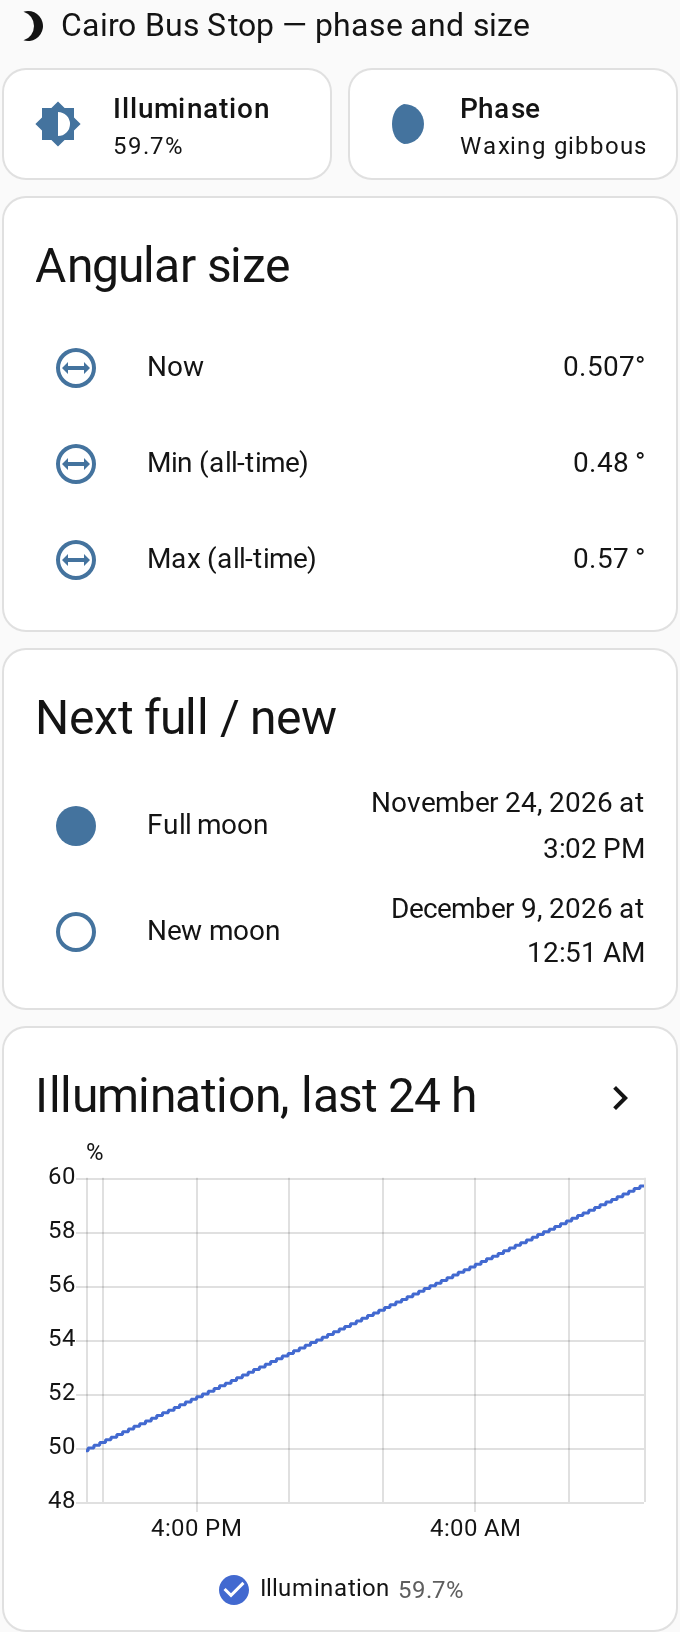 Cairo Bus Stop — phase and size
Illumination
59.7%
Phase
Waxing gibbous
Angular size
Now
0.507°
Min (all-time)
0.48 °
Max (all-time)
0.57 °
Next full / new
Full moon
November 24, 2026 at
3:02 PM
New moon
December 9, 2026 at
12:51 AM
Illumination, last 24 h
%
60
58
56
54
52
50
48
4:00 PM
4:00 AM
Illumination 59.7%